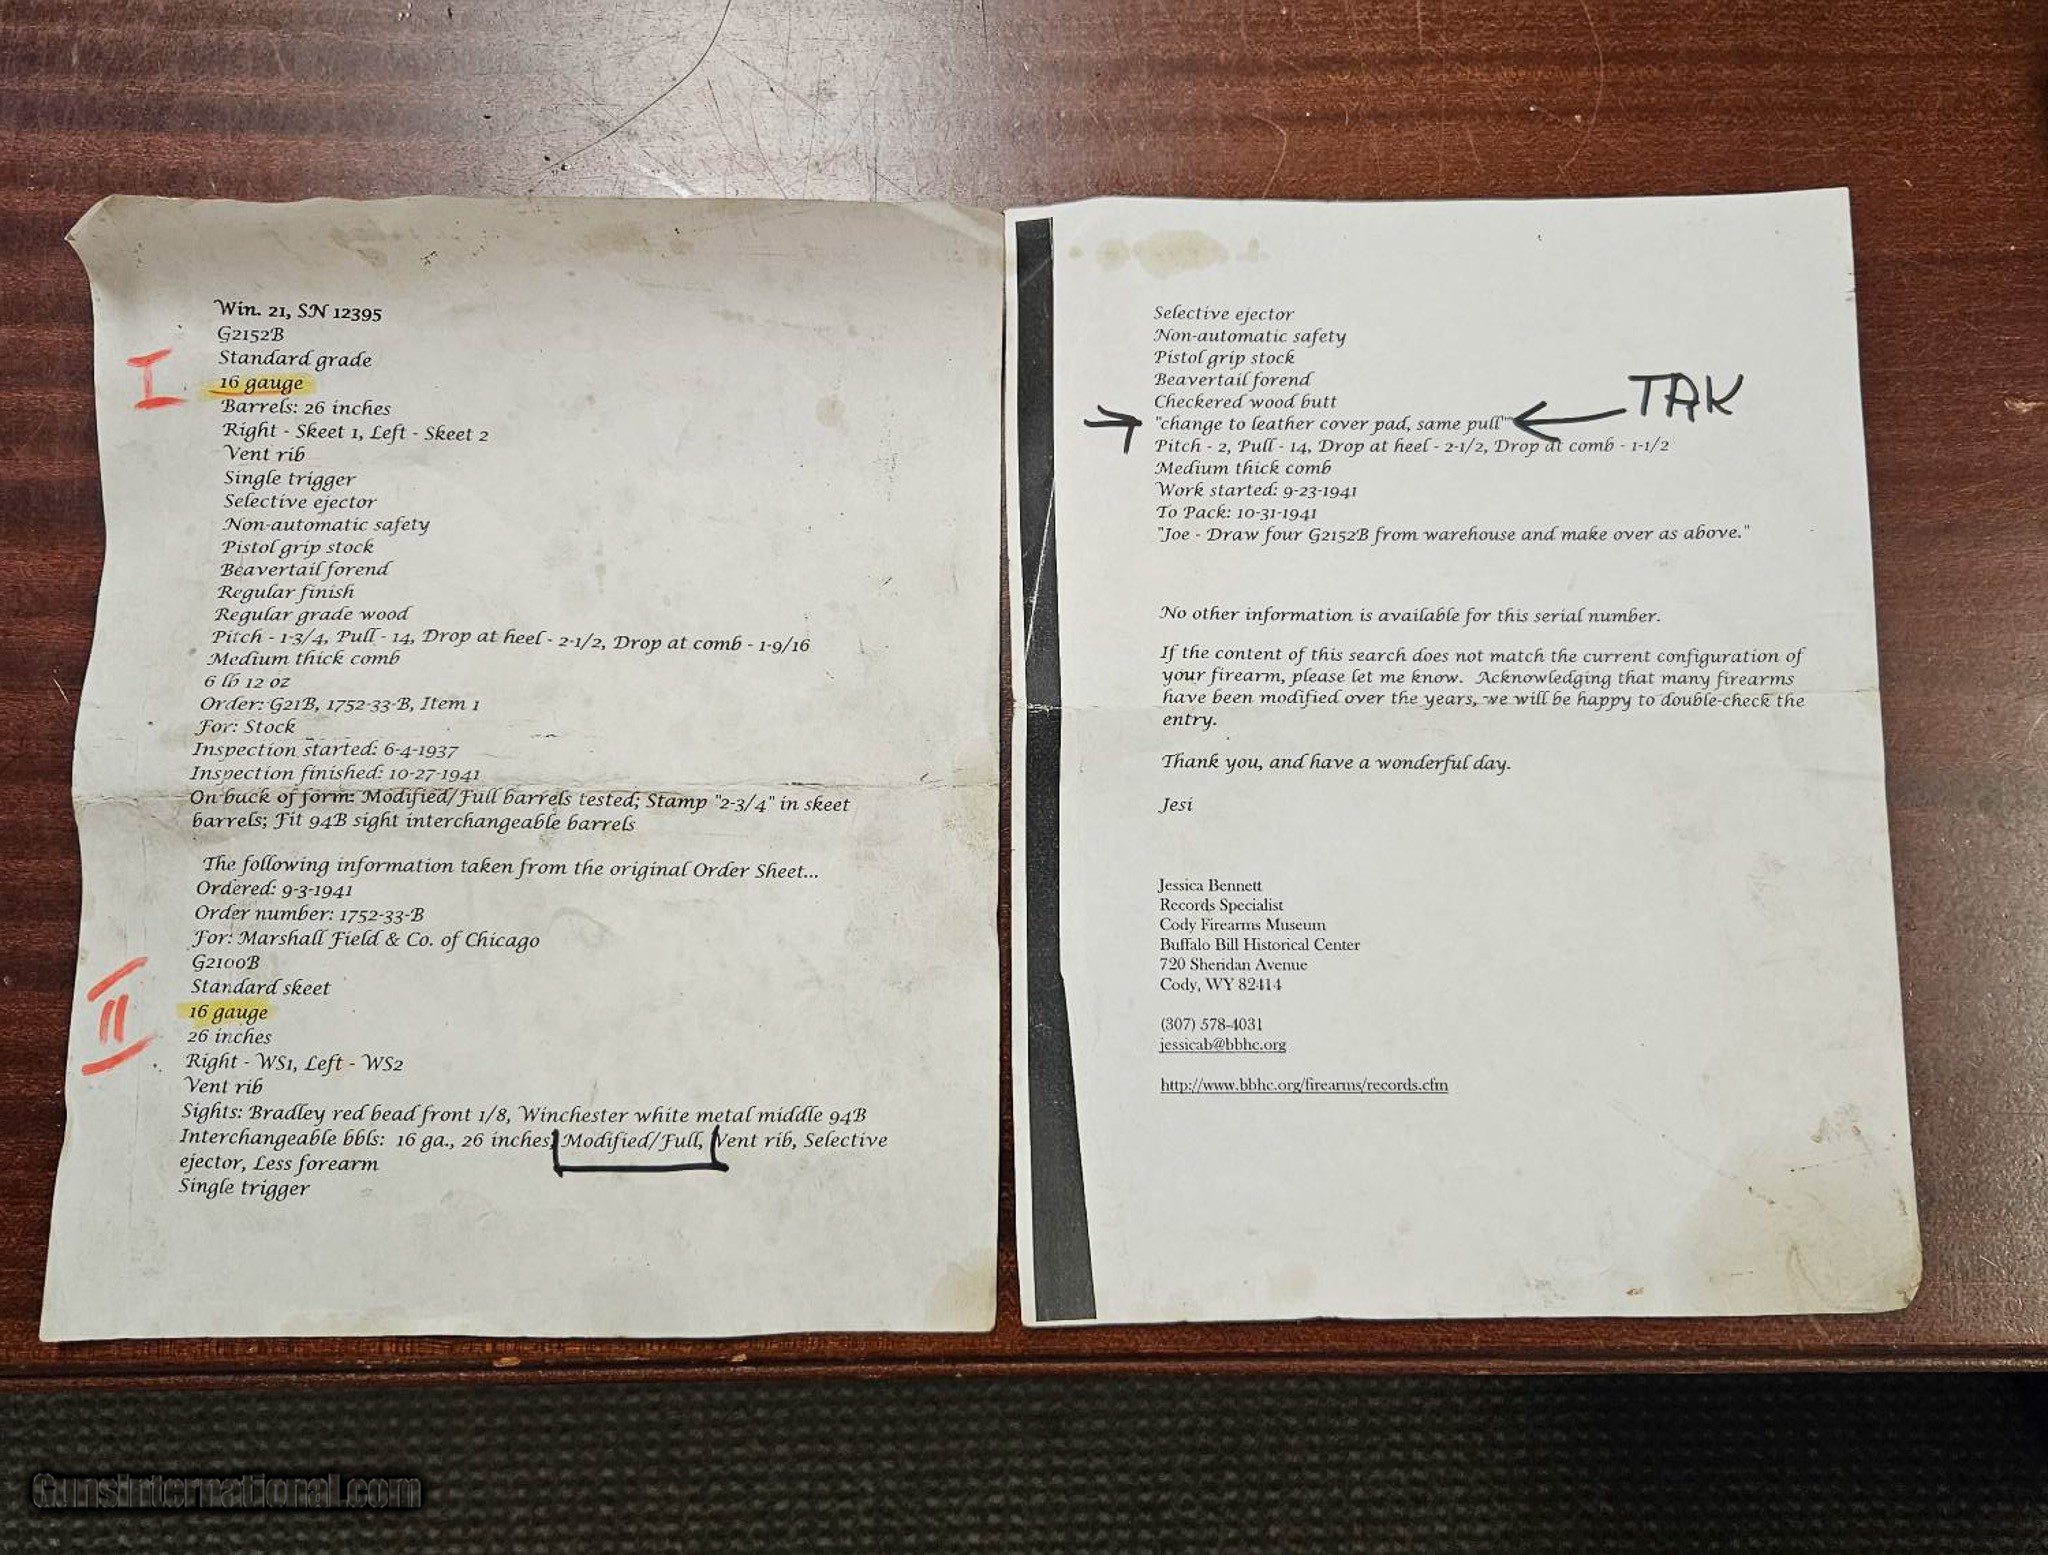 Win. 21, SN 12395
G2152B
I
Standard grade
16 gauge
Barrels: 26 inches
Right - Skeet 1, Left - Skeet 2
Vent rib
Single trigger
Selective ejector
Non-automatic safety
Pistol grip stock
Beavertail forend
Regular finish
Regular grade wood
Pitch - 1-3/4, Pull - 14, Drop at heel - 2-1/2, Drop at comb - 1-9/16
Medium thick comb
6 lb 12 oz
Order: G21B, 1752-33-B, Item 1
For: Stock
Inspection started: 6-4-1937
Inspection finished: 10-27-1941
On buck of form: Modified/Full barrels tested; Stamp "2-3/4" in skeet
barrels; Fit 94B sight interchangeable barrels
The following information taken from the original Order Sheet...
Ordered: 9-3-1941
Order number: 1752-33-B
For: Marshall Field & Co. of Chicago
G2100B
Standard skeet
II
16 gauge
26 inches
Right - WS1, Left - WS2
Vent rib
Sights: Bradley red bead front 1/8, Winchester white metal middle 94B
Interchangeable bbls: 16 ga., 26 inches, Modified/Full, Vent rib, Selective
ejector, Less forearm
Single trigger
Selective ejector
Non-automatic safety
Pistol grip stock
Beavertail forend
Checkered wood butt
TAK
"change to leather cover pad, same pull"
Pitch - 2, Pull - 14, Drop at heel - 2-1/2, Drop at comb - 1-1/2
Medium thick comb
Work started: 9-23-1941
To Pack: 10-31-1941
"Joe - Draw four G2152B from warehouse and make over as above."
No other information is available for this serial number.
If the content of this search does not match the current configuration of
your firearm, please let me know. Acknowledging that many firearms
have been modified over the years, we will be happy to double-check the
entry.
Thank you, and have a wonderful day.
Jesi
Jessica Bennett
Records Specialist
Cody Firearms Museum
Buffalo Bill Historical Center
720 Sheridan Avenue
Cody, WY 82414
(307) 578-4031
jessicab@bbhc.org
http://www.bbhc.org/firearms/records.cfm
GunsInternational.com